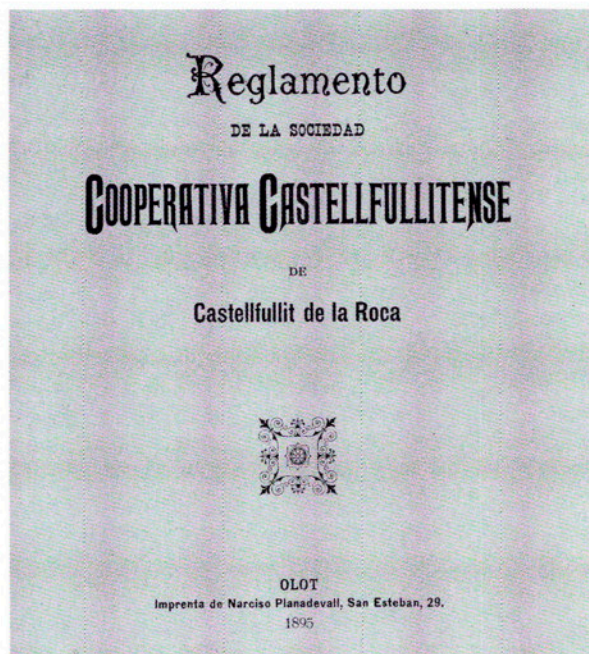 Reglamento
DE LA SOCIEDAD
COOPERATIVA CASTELLFULLITENSE
DE
Castellfullit de la Roca
OLOT
Imprenta de Narciso Planadevall, San Esteban, 29.
1895